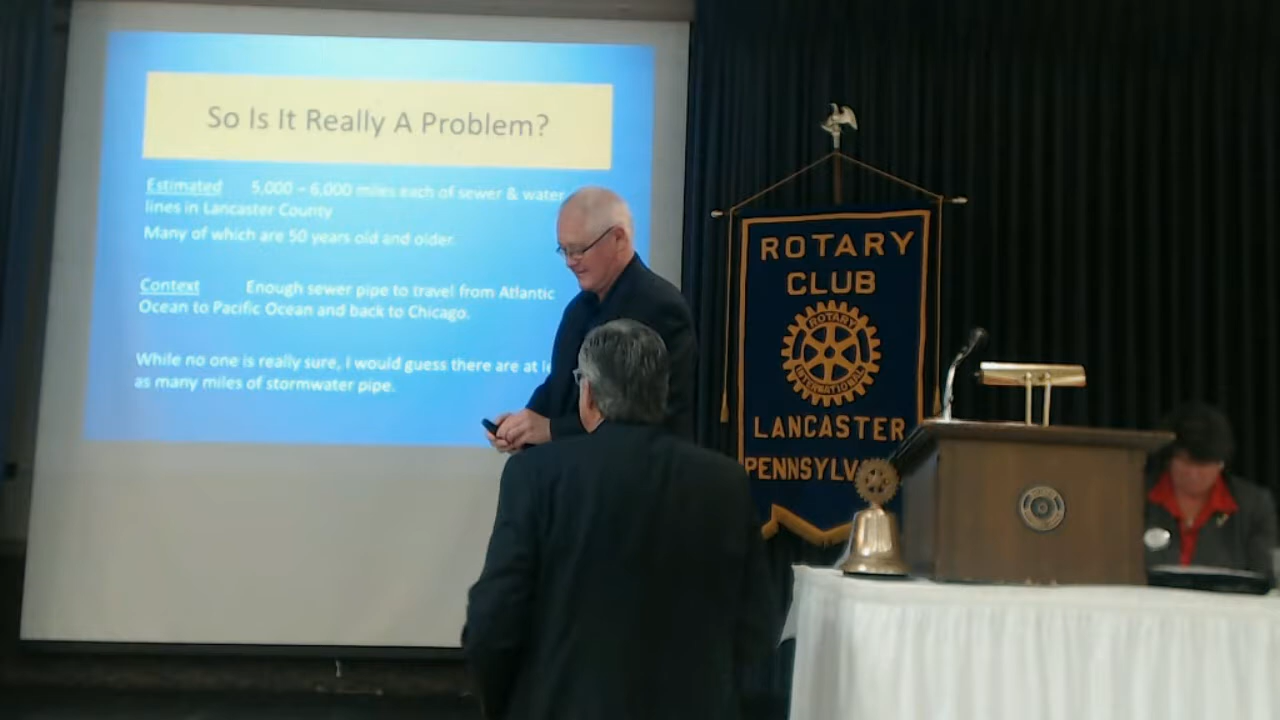 So Is It Really A Problem?
Estimated 5,000 – 6,000 miles each of sewer & water
lines in Lancaster County
Many of which are 50 years old and older.
Context Enough sewer pipe to travel from Atlantic
Ocean to Pacific Ocean and back to Chicago.
While no one is really sure, I would guess there are at
as many miles of stormwater pipe.
ROTARY
CLUB
ROTARY
INTERNATIONAL
LANCASTER
PENNSYLV